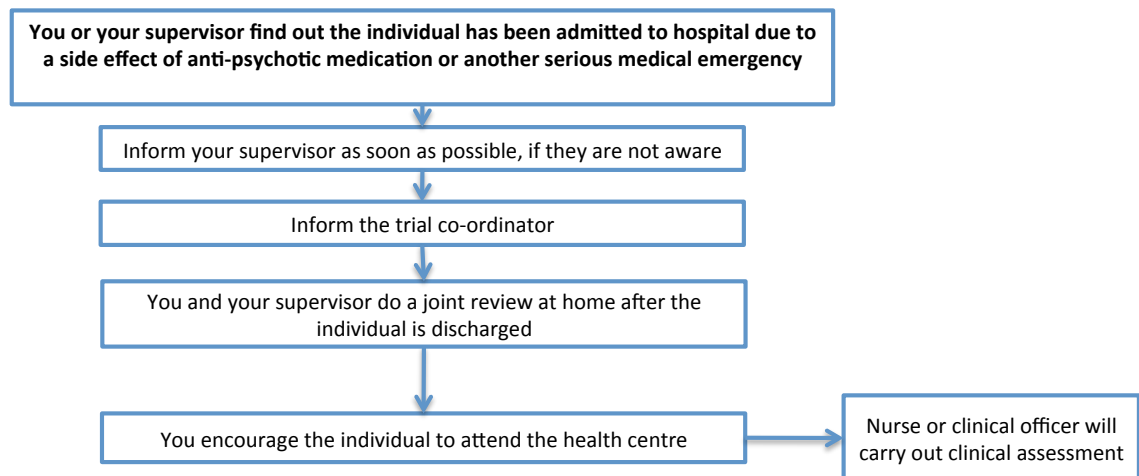 You or your supervisor find out the individual has been admitted to hospital due to
a side effect of anti-psychotic medication or another serious medical emergency
Inform your supervisor as soon as possible, if they are not aware
Inform the trial co-ordinator
You and your supervisor do a joint review at home after the
individual is discharged
You encourage the individual to attend the health centre
Nurse or clinical officer will
carry out clinical assessment